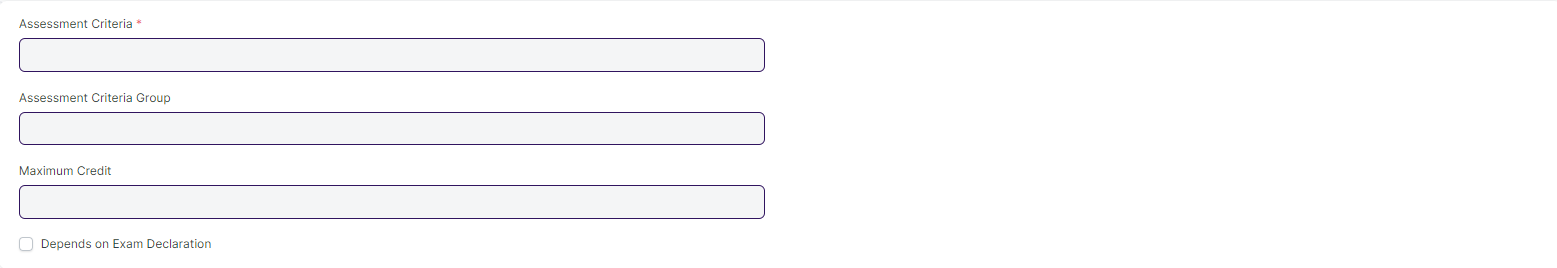 Assessment Criteria *
Assessment Criteria Group
Maximum Credit
Depends on Exam Declaration